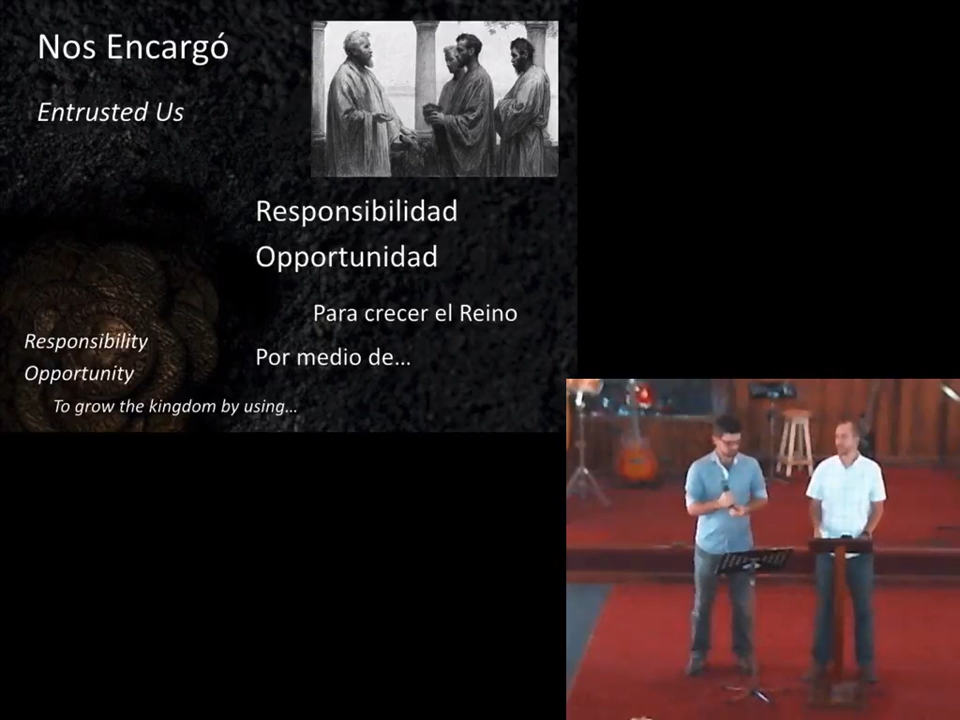 Nos Encargó
Entrusted Us
Responsibilidad
Opportunidad
Para crecer el Reino
Por medio de...
Responsibility
Opportunity
To grow the kingdom by using...